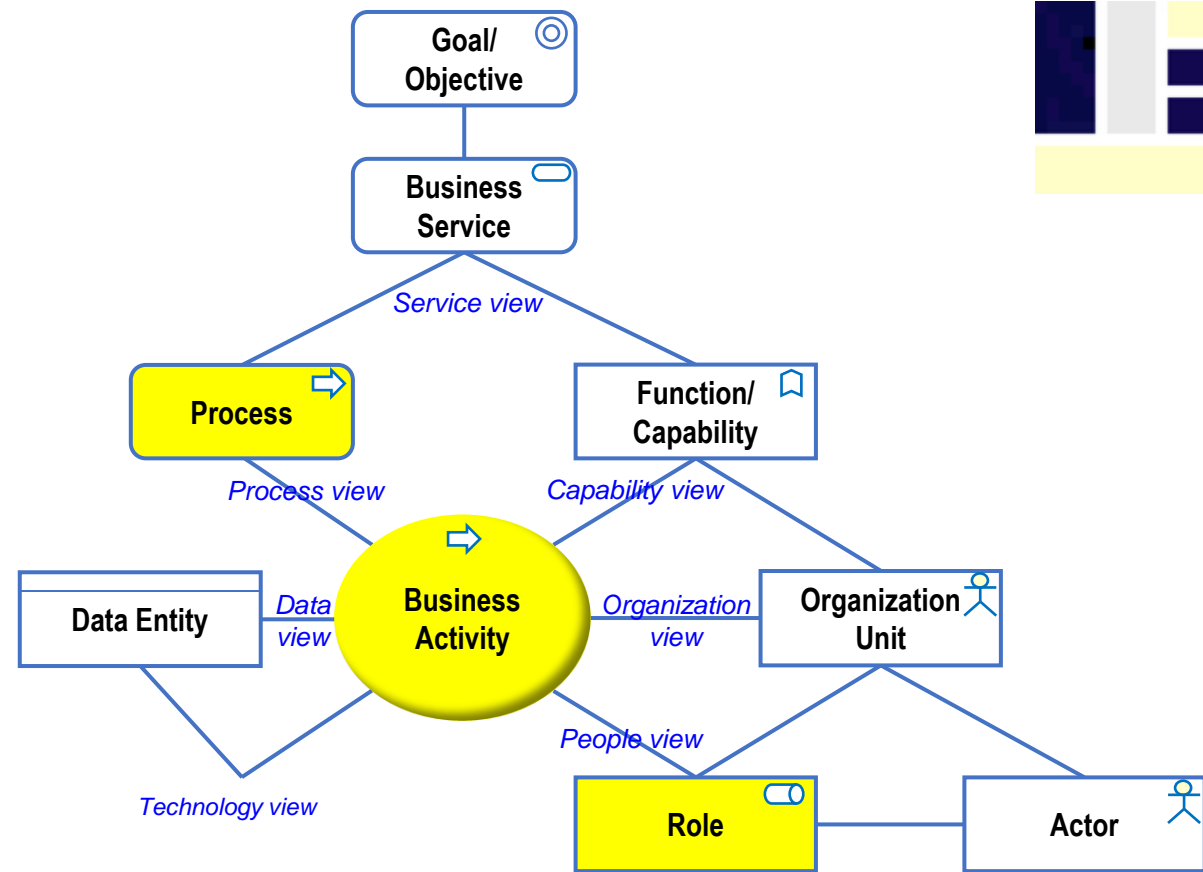 Goal/
Objective
Business
Service
Service view
Process
Function/
Capability
Process view
Capability view
Data Entity
Data
view
Business
Activity
Organization
view
Organization
Unit
People view
Technology view
Role
Actor